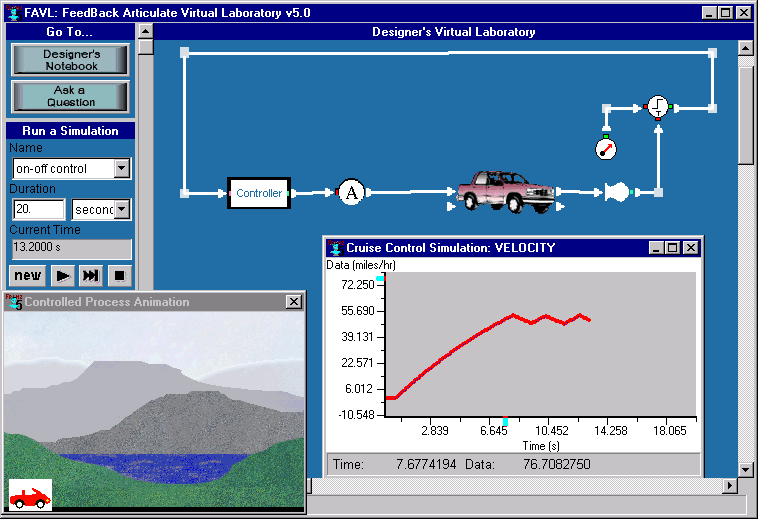 FAVL: FeedBack Articulate Virtual Laboratory v5.0
Go To...
Designer's
Notebook
Ask a
Question
Run a Simulation
Name
on-off control
Duration
20.
second
Current Time
13.2000 s
new
Designer's Virtual Laboratory
Controller
A
Cruise Control Simulation: VELOCITY
Data (miles/hr)
72.250
55.690
39.131
22.571
6.012
-10.548
2.839
6.645
10.452
14.258
18.065
Time (s)
Time: 7.6774194 Data: 76.7082750
Controlled Process Animation